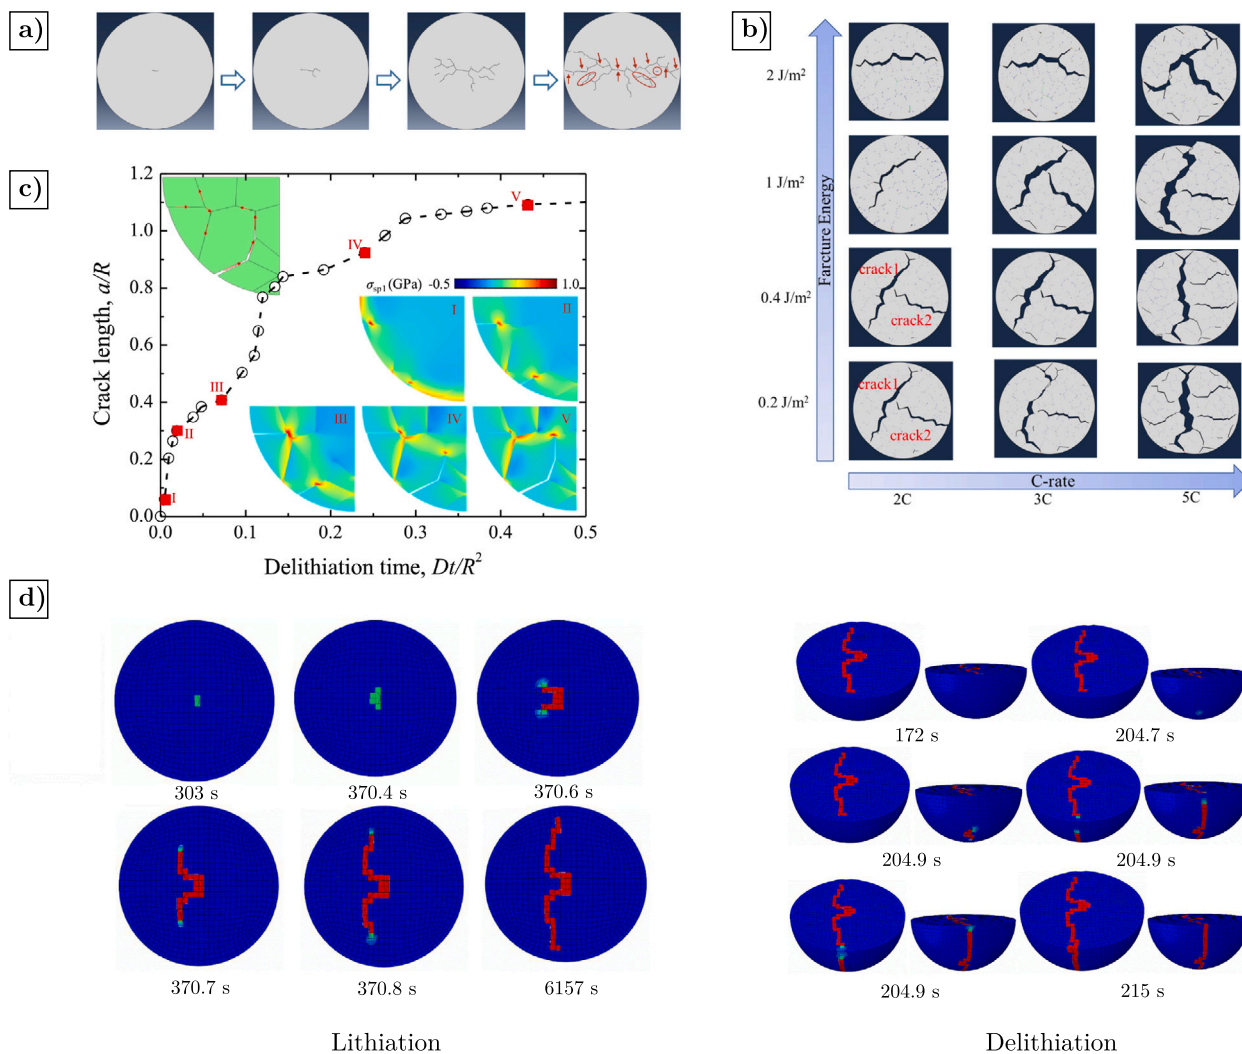 a)
b)
2 J/m²
1 J/m²
0.4 J/m²
0.2 J/m²
Farcture Energy
crack1
crack2
crack1
crack2
C-rate
2C
3C
5C
c)
Crack length, a/R
1.2
1.0
0.8
0.6
0.4
0.2
0.0
0.0
0.1
0.2
0.3
0.4
0.5
Delithiation time, Dt/R²
I
II
III
IV
V
σsp1(GPa)
-0.5
1.0
I
II
III
IV
V
d)
303 s
370.4 s
370.6 s
370.7 s
370.8 s
6157 s
Lithiation
172 s
204.7 s
204.9 s
204.9 s
204.9 s
215 s
Delithiation